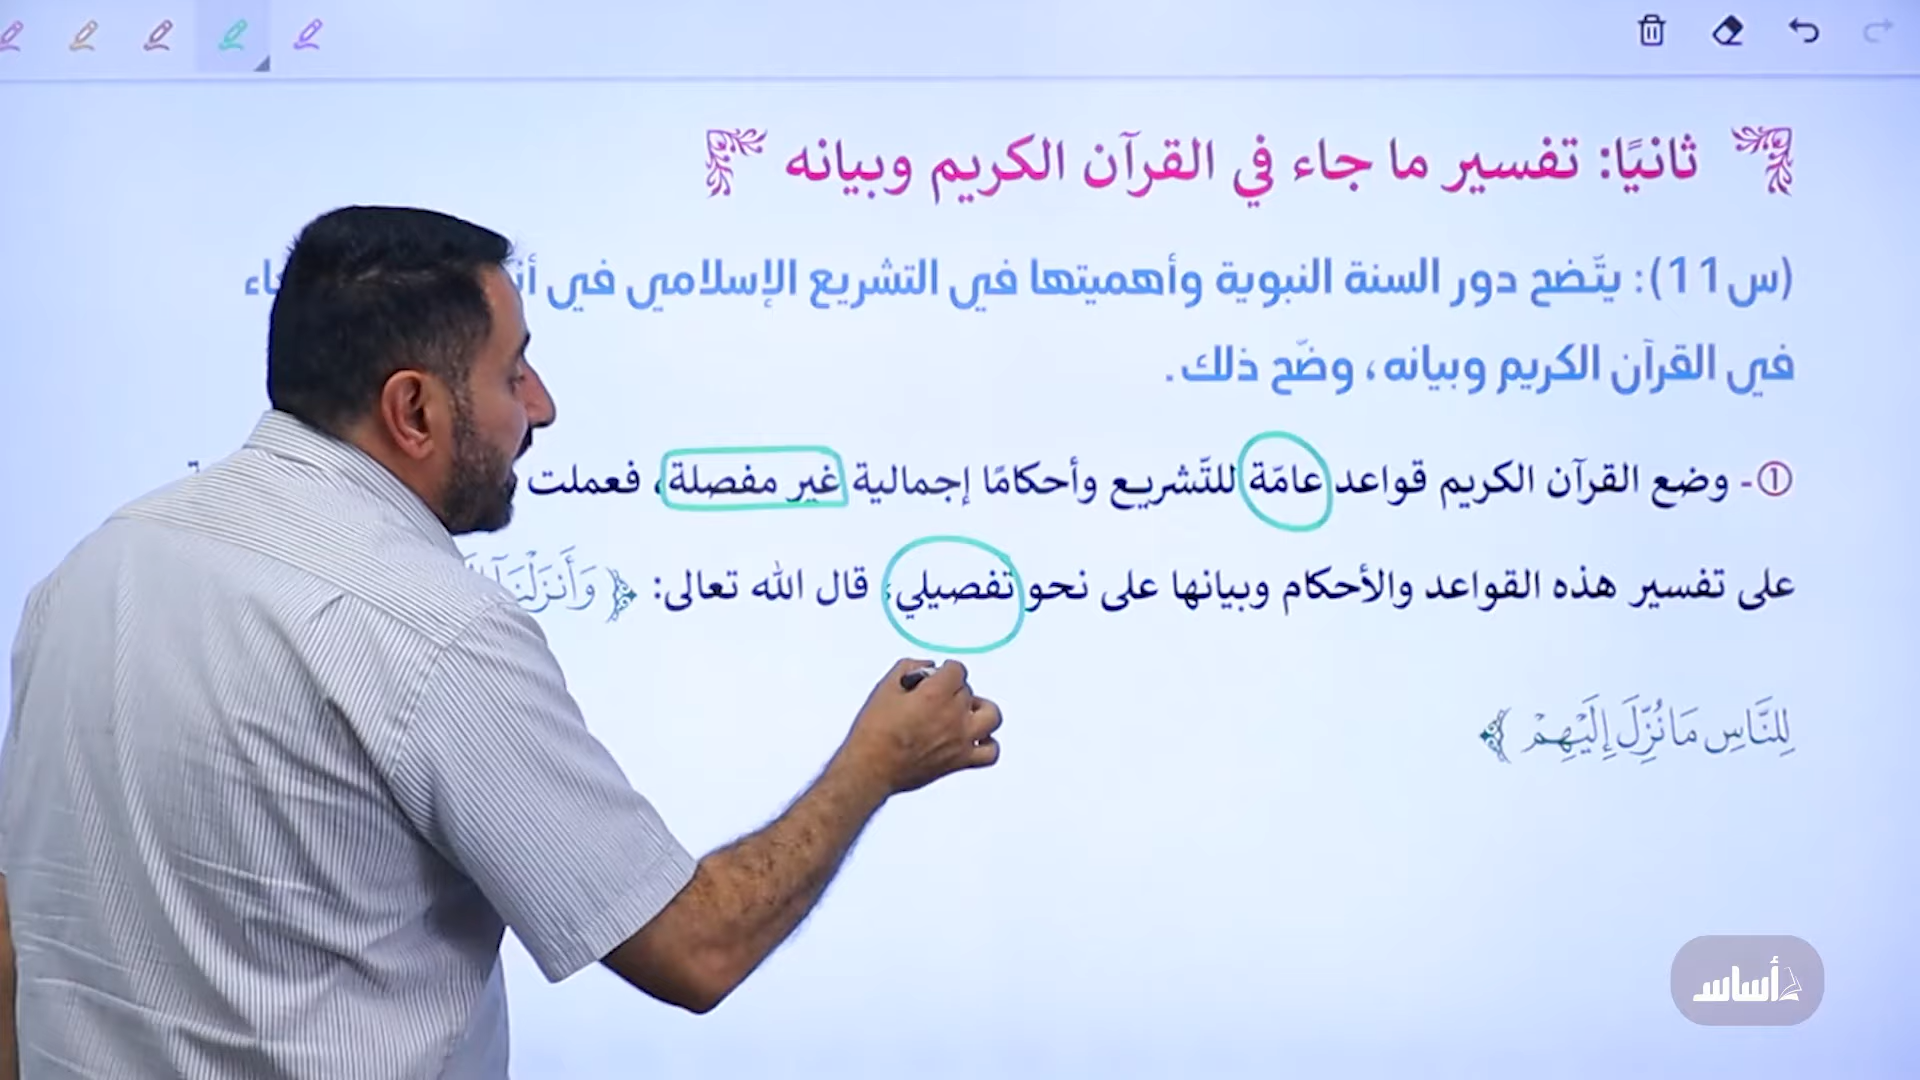 ثانيًا: تفسير ما جاء في القرآن الكريم وبيانه
(س11): يتّضح دور السنة النبوية وأهميتها في التشريع الإسلامي في
في القرآن الكريم وبيانه، وضّح ذلك.
①- وضع القرآن الكريم قواعد عامّة للتّشريع وأحكامًا إجمالية غير مفصلة، فعملت
على تفسير هذه القواعد والأحكام وبيانها على نحو تفصيلي، قال الله تعالى: ﴿وَأَنزَلْنَآ
لِلنَّاسِ مَا نُزِّلَ إِلَيْهِمْ﴾
أساس